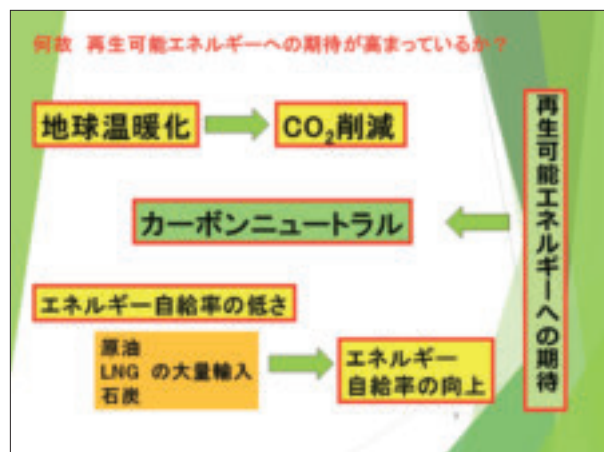 何故 再生可能エネルギーへの期待が高まっているか？
地球温暖化
CO₂削減
再生可能エネルギーへの期待
カーボンニュートラル
エネルギー自給率の低さ
原油
LNG の大量輸入
石炭
エネルギー
自給率の向上